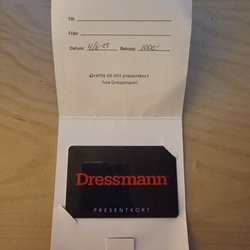 Till:
från:
Datum: 4/6-25 Belopp: 1000:-
Grattis till ditt presentkort
hos Dressmann!
Dressmann
PRESENTKORT